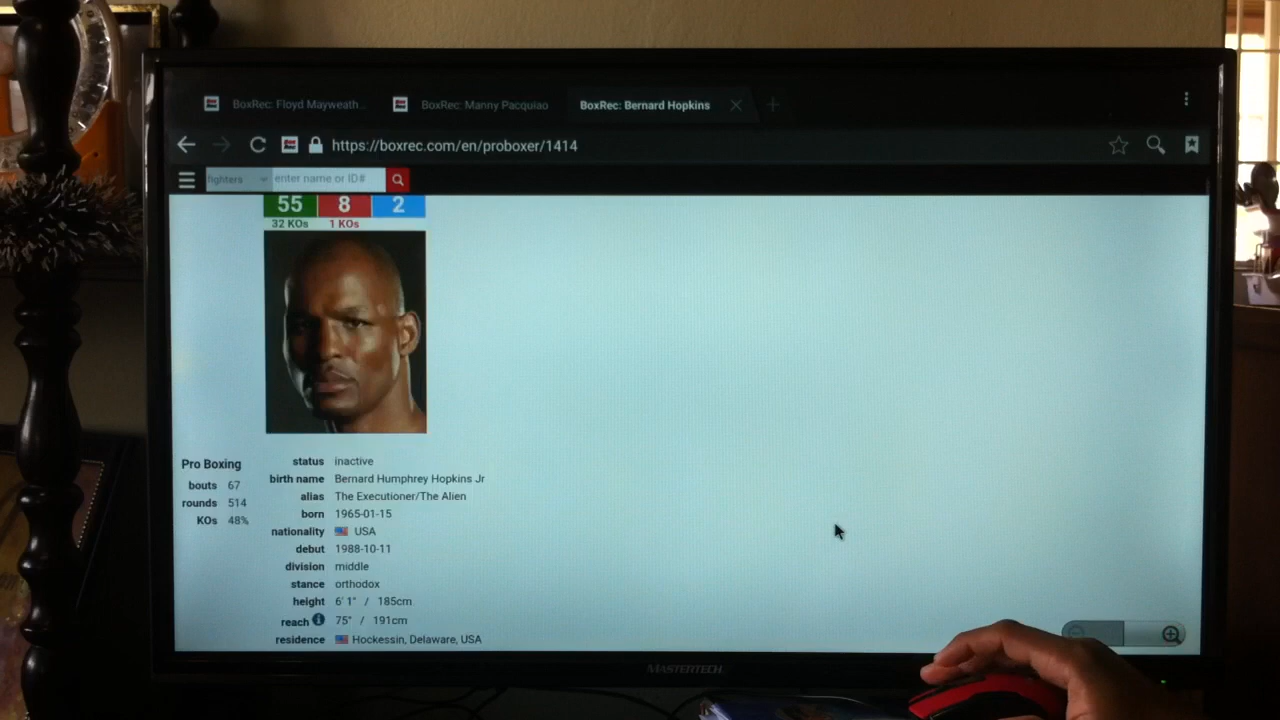 BoxRec: Floyd Mayweath..
BoxRec: Manny Pacquiao
BoxRec: Bernard Hopkins
https://boxrec.com/en/proboxer/1414
fighters
enter name or ID#
55 8 2
32 KOs 1 KOs
Pro Boxing
bouts 67
rounds 514
KOs 48%
status inactive
birth name Bernard Humphrey Hopkins Jr
alias The Executioner/The Alien
born 1965-01-15
nationality USA
debut 1988-10-11
division middle
stance orthodox
height 6' 1" / 185cm
reach 75" / 191cm
residence Hockessin, Delaware, USA
MASTERTECH